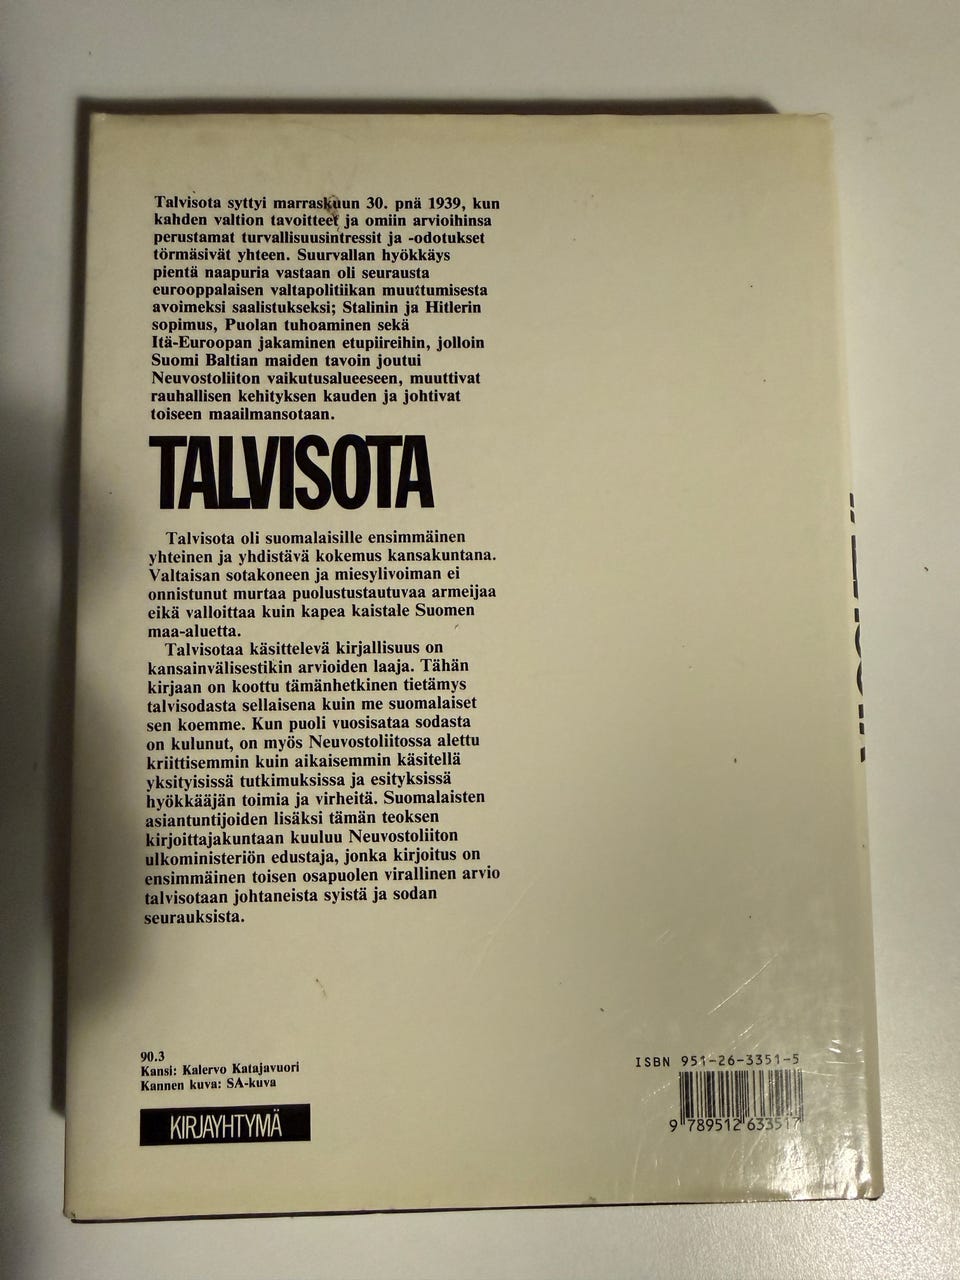 Talvisota syttyi marraskuun 30. pnä 1939, kun
kahden valtion tavoitteet ja omiin arvioihinsa
perustamat turvallisuusintressit ja -odotukset
törmäsivät yhteen. Suurvallan hyökkäys
pientä naapuria vastaan oli seurausta
eurooppalaisen valtapolitiikan muuttumisesta
avoimeksi saalistukseksi; Stalinin ja Hitlerin
sopimus, Puolan tuhoaminen sekä
Itä-Euroopan jakaminen etupiireihin, jolloin
Suomi Baltian maiden tavoin joutui
Neuvostoliiton vaikutusalueeseen, muuttivat
rauhallisen kehityksen kauden ja johtivat
toiseen maailmansotaan.
TALVISOTA
Talvisota oli suomalaisille ensimmäinen
yhteinen ja yhdistävä kokemus kansakuntana.
Valtaisan sotakoneen ja miesylivoiman ei
onnistunut murtaa puolustustautuvaa armeijaa
eikä valloittaa kuin kapea kaistale Suomen
maa-aluetta.
Talvisotaa käsittelevä kirjallisuus on
kansainvälisestikin arvioiden laaja. Tähän
kirjaan on koottu tämänhetkinen tietämys
talvisodasta sellaisena kuin me suomalaiset
sen koemme. Kun puoli vuosisataa sodasta
on kulunut, on myös Neuvostoliitossa alettu
kriittisemmin kuin aikaisemmin käsitellä
yksityisissä tutkimuksissa ja esityksissä
hyökkääjän toimia ja virheitä. Suomalaisten
asiantuntijoiden lisäksi tämän teoksen
kirjoittajakuntaan kuuluu Neuvostoliiton
ulkoministeriön edustaja, jonka kirjoitus on
ensimmäinen toisen osapuolen virallinen arvio
talvisotaan johtaneista syistä ja sodan
seurauksista.
90.3
Kansi: Kalervo Katajavuori
Kannen kuva: SA-kuva
KIRJAYHTYMÄ
ISBN 951-26-3351-5
9 789512 633517